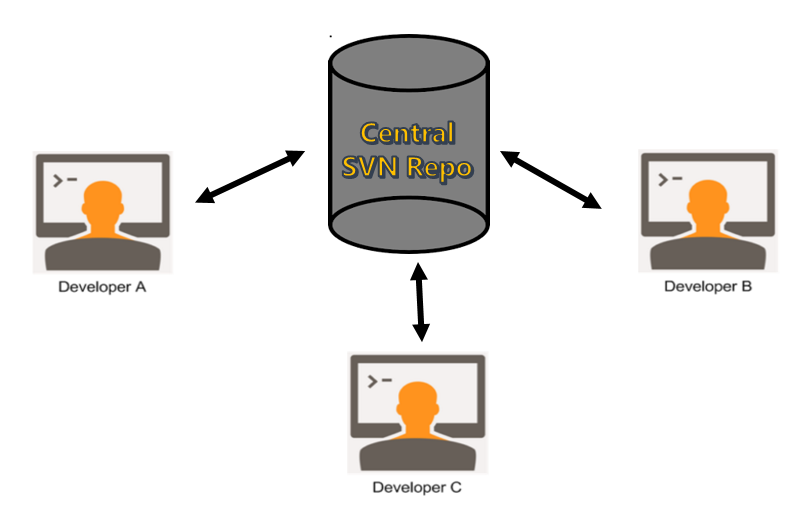 Central
SVN Repo
>-
Developer A
>-
Developer B
>-
Developer C